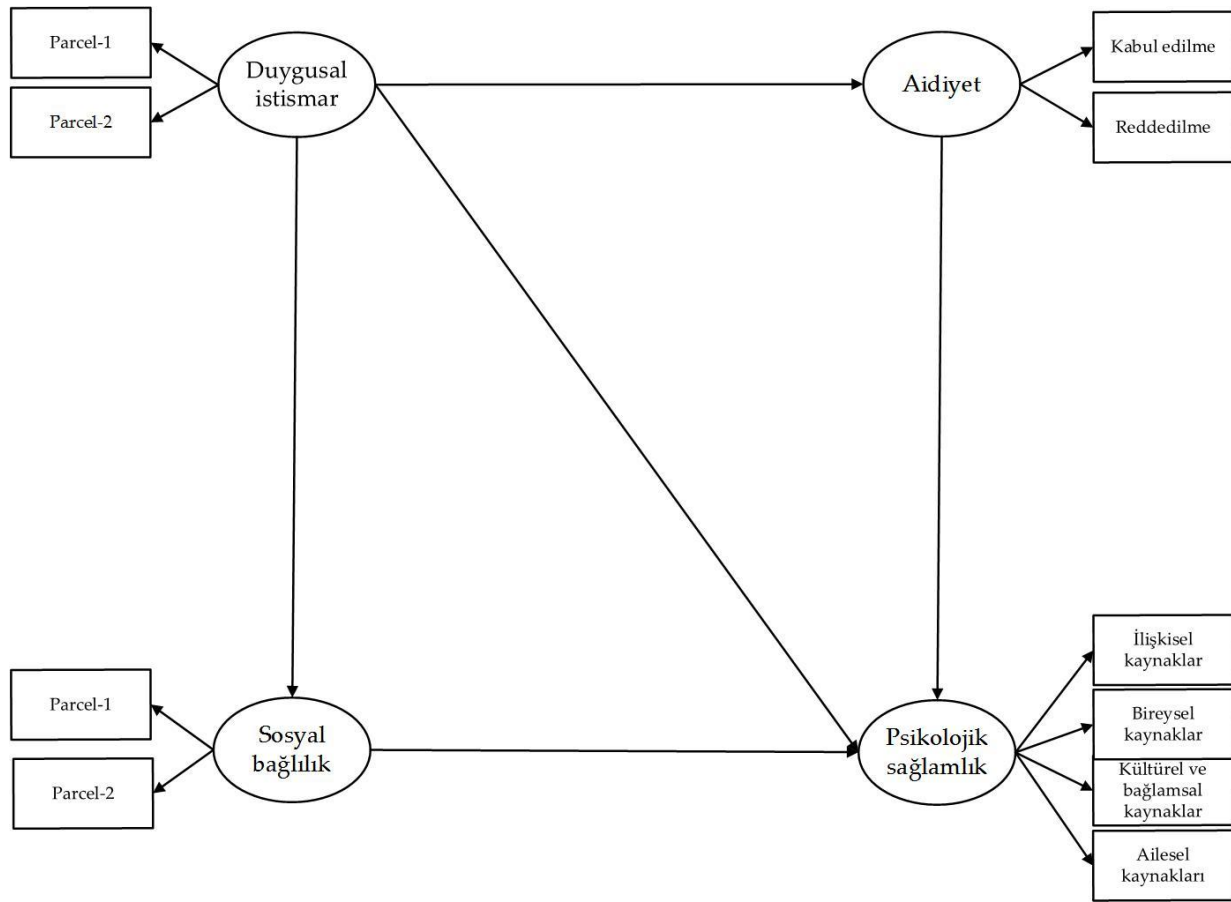 Parcel-1
Parcel-2
Duygusal
istismar
Aidiyet
Kabul edilme
Reddedilme
Parcel-1
Parcel-2
Sosyal
bağlılık
Psikolojik
sağlamlık
İlişkisel
kaynaklar
Bireysel
kaynaklar
Kültürel ve
bağlamsal
kaynaklar
Ailesel
kaynakları